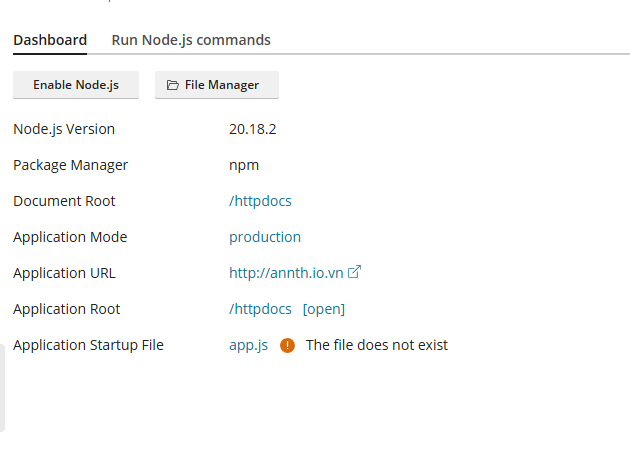 Dashboard Run Node.js commands
Enable Node.js File Manager
Node.js Version 20.18.2
Package Manager npm
Document Root /httpdocs
Application Mode production
Application URL http://annth.io.vn
Application Root /httpdocs [open]
Application Startup File app.js ! The file does not exist